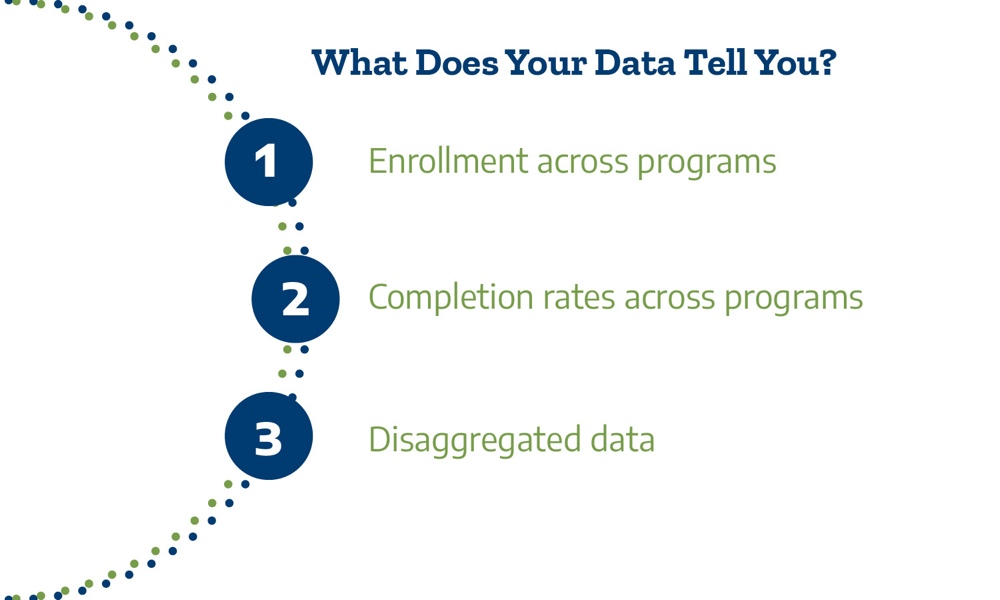 What Does Your Data Tell You?
1 Enrollment across programs
2 Completion rates across programs
3 Disaggregated data